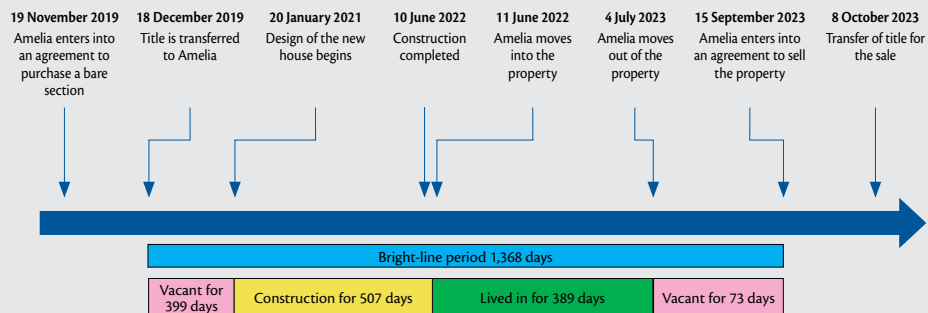 19 November 2019
Amelia enters into
an agreement to
purchase a bare
section
18 December 2019
Title is transferred
to Amelia
20 January 2021
Design of the new
house begins
10 June 2022
Construction
completed
11 June 2022
Amelia moves
into the
property
4 July 2023
Amelia moves
out of the
property
15 September 2023
Amelia enters into
an agreement to sell
the property
8 October 2023
Transfer of title for
the sale
Bright-line period 1,368 days
Vacant for
399 days
Construction for 507 days
Lived in for 389 days
Vacant for 73 days